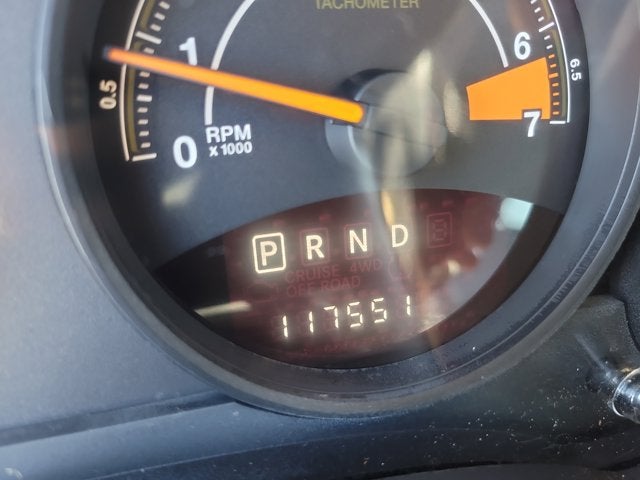 TACHOMETER
1 6
0.5 6.5
0 RPM 7
X 1000
P R N D
CRUISE 4WD
OFF ROAD
117551